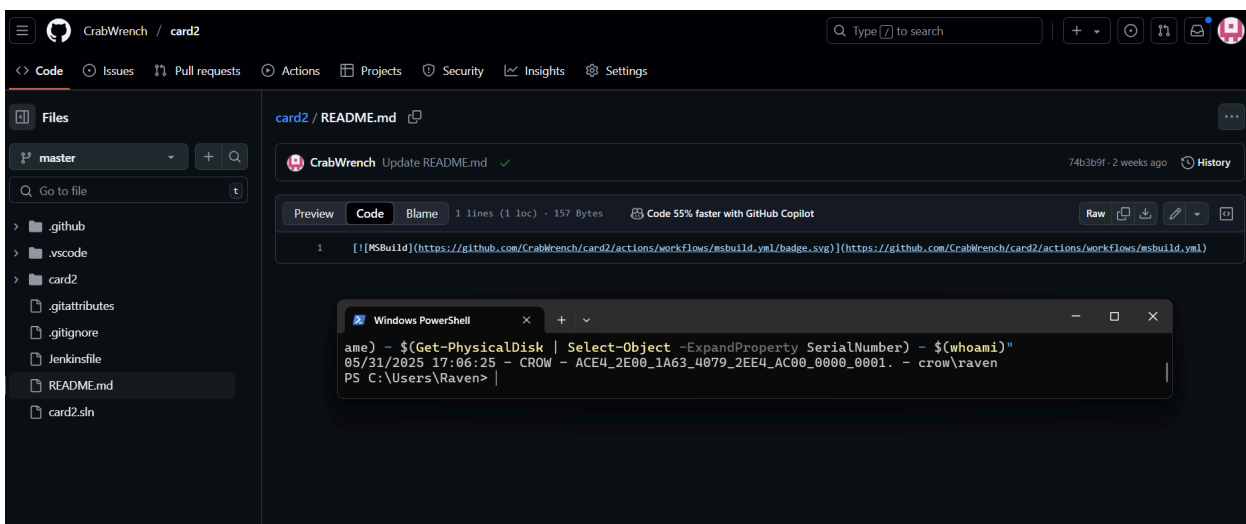 CrabWrench / card2
Type / to search
Code Issues Pull requests Actions Projects Security Insights Settings
Files
card2 / README.md
master
CrabWrench Update README.md
74b3b9f · 2 weeks ago History
Go to file t
Preview Code Blame 1 lines (1 loc) · 157 Bytes Code 55% faster with GitHub Copilot Raw
.github
1 [![MSBuild](https://github.com/CrabWrench/card2/actions/workflows/msbuild.yml/badge.svg)](https://github.com/CrabWrench/card2/actions/workflows/msbuild.yml)
.vscode
card2
.gitattributes
.gitignore
Jenkinsfile
README.md
card2.sln
Windows PowerShell
ame) - $(Get-PhysicalDisk | Select-Object -ExpandProperty SerialNumber) - $(whoami)"
05/31/2025 17:06:25 - CROW - ACE4_2E00_1A63_4079_2EE4_AC00_0000_0001. - crow\raven
PS C:\Users\Raven>